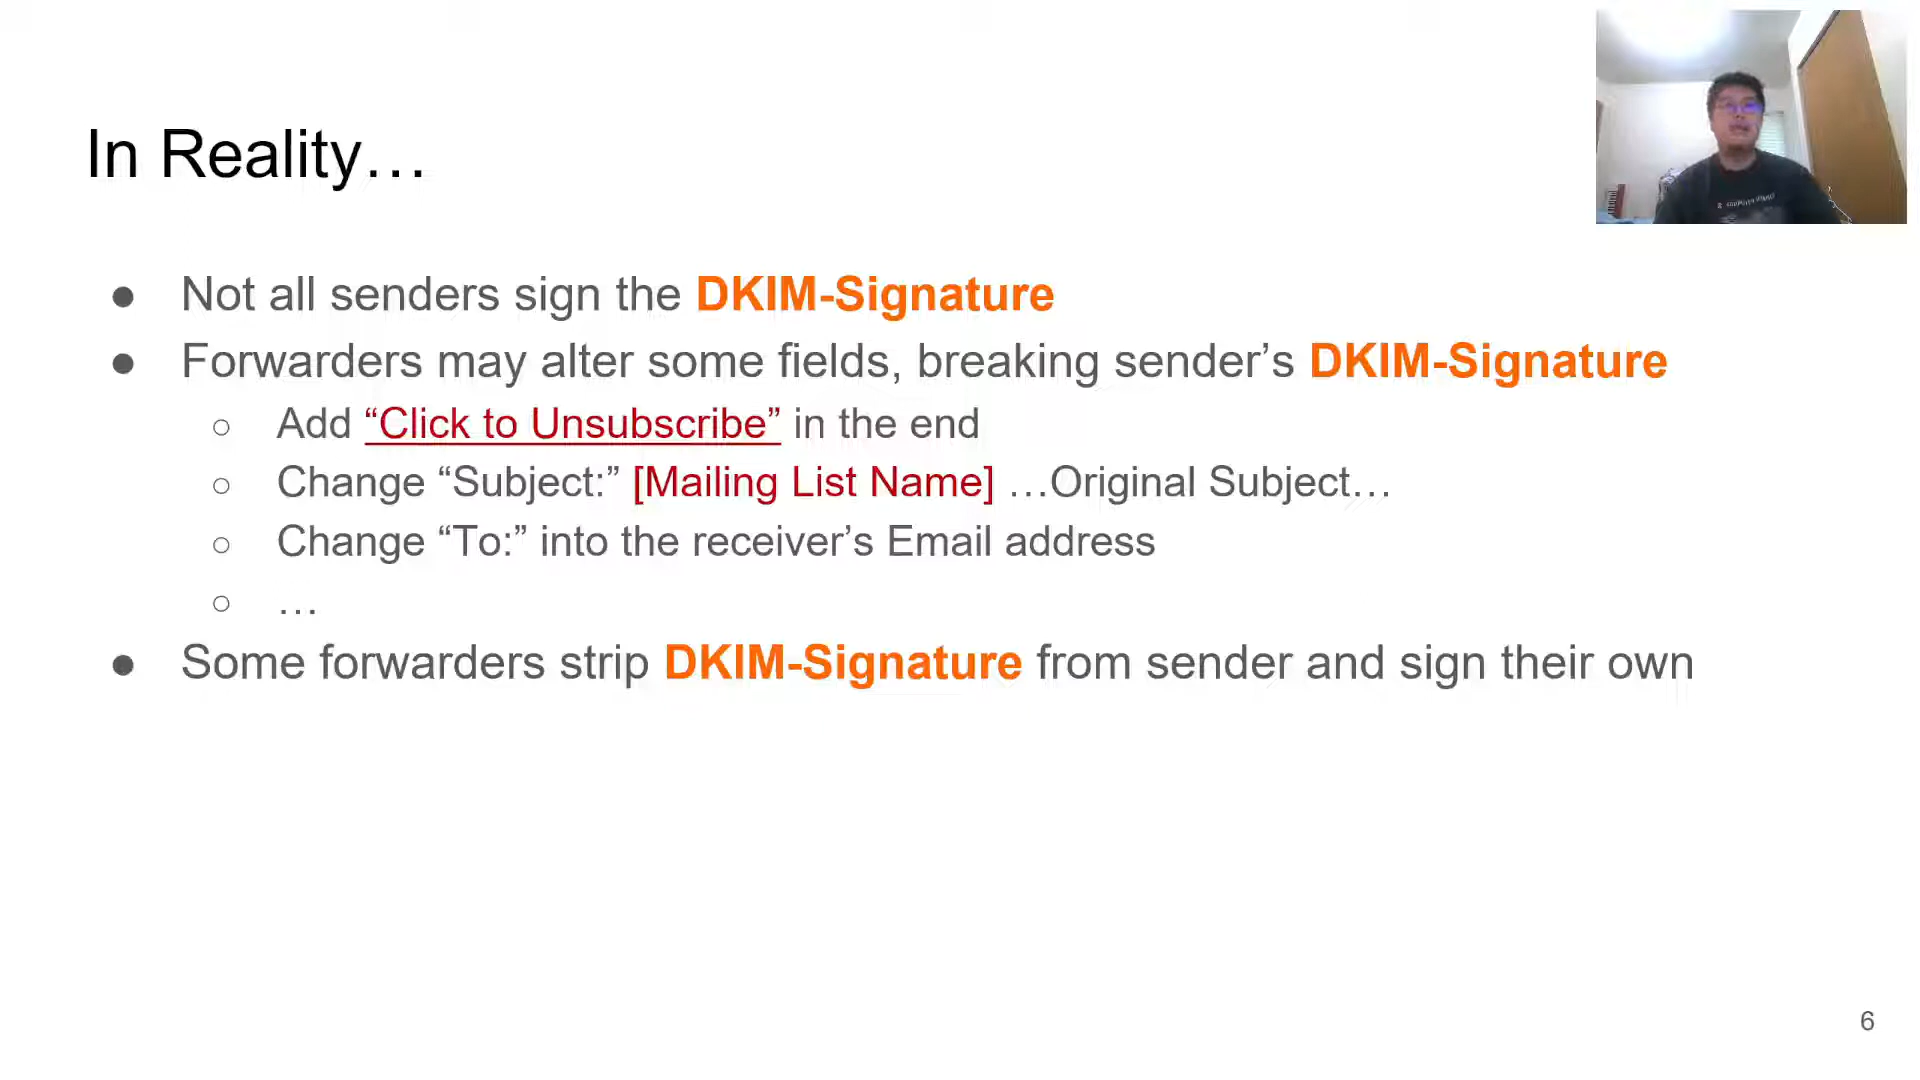 In Reality…
● Not all senders sign the DKIM-Signature
● Forwarders may alter some fields, breaking sender’s DKIM-Signature
○ Add “Click to Unsubscribe” in the end
○ Change “Subject:” [Mailing List Name] …Original Subject…
○ Change “To:” into the receiver’s Email address
○ …
● Some forwarders strip DKIM-Signature from sender and sign their own
6